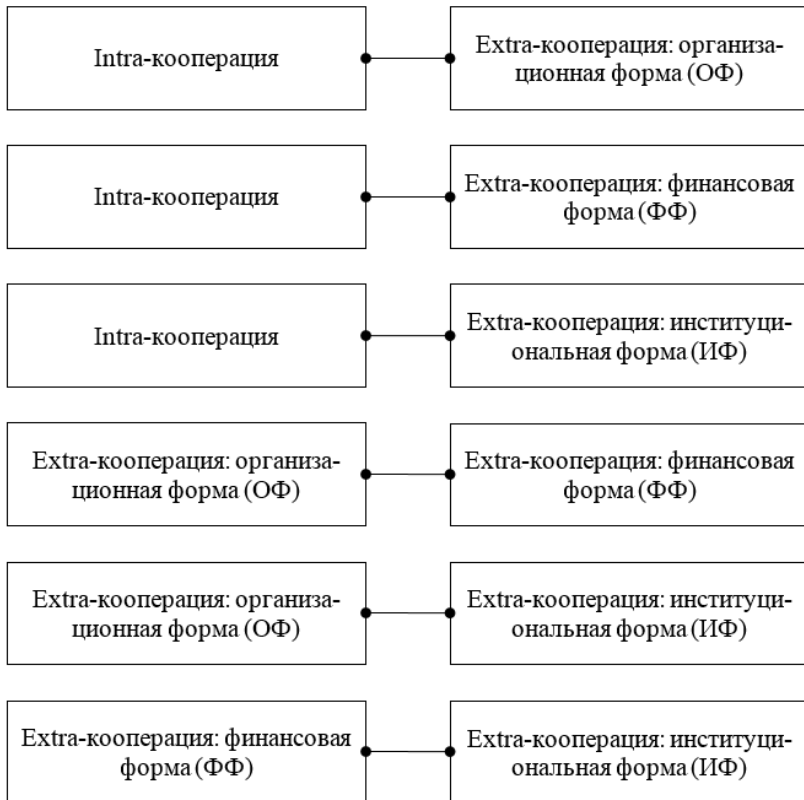 Intra-кооперация
Extra-кооперация: организа-
ционная форма (ОФ)
Intra-кооперация
Extra-кооперация: финансовая
форма (ФФ)
Intra-кооперация
Extra-кооперация: институци-
ональная форма (ИФ)
Extra-кооперация: организа-
ционная форма (ОФ)
Extra-кооперация: финансовая
форма (ФФ)
Extra-кооперация: организа-
ционная форма (ОФ)
Extra-кооперация: институци-
ональная форма (ИФ)
Extra-кооперация: финансовая
форма (ФФ)
Extra-кооперация: институци-
ональная форма (ИФ)